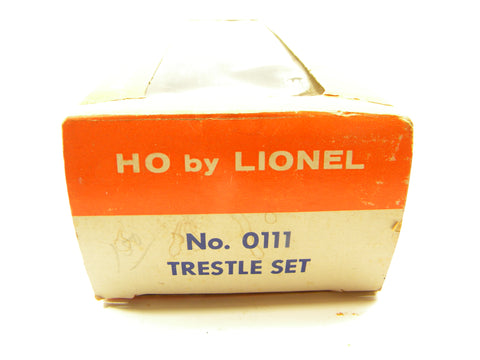 HO by LIONEL
No. 0111
TRESTLE SET